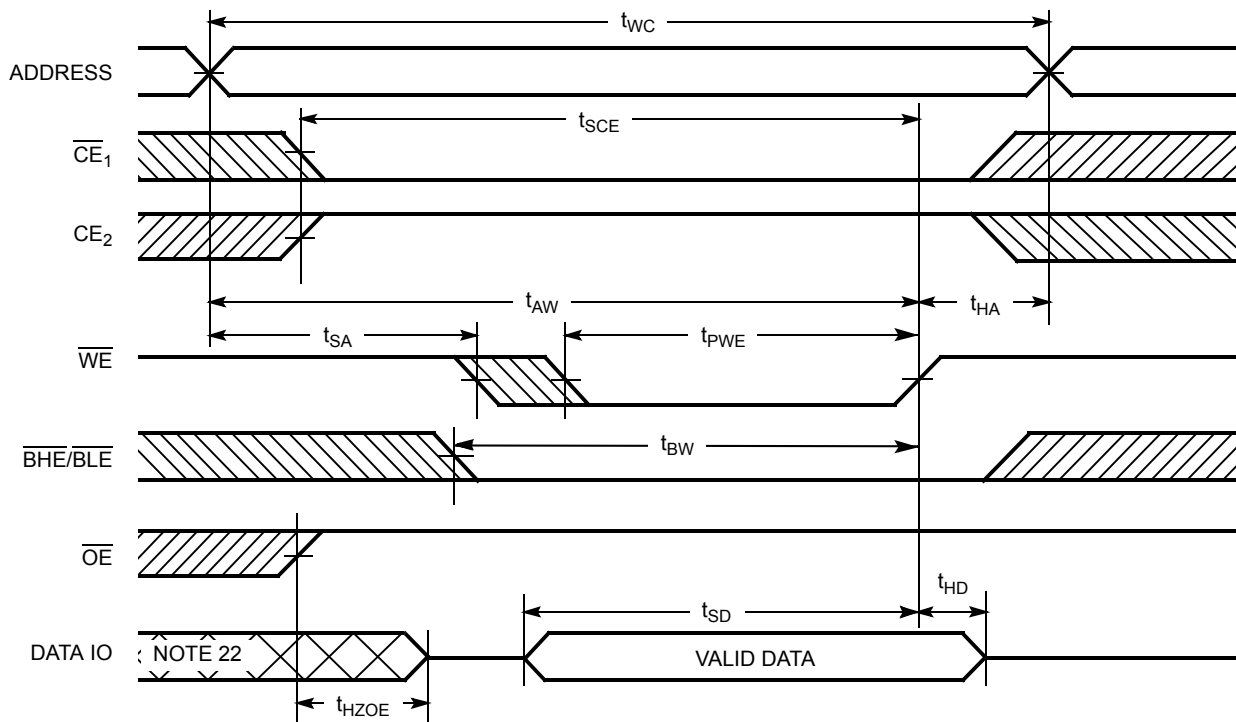 tWC
ADDRESS
tSCE
CE1
CE2
tAW
tHA
tSA
tPWE
WE
tBW
BHE/BLE
OE
tHD
tSD
DATA IO
NOTE 22
VALID DATA
tHZOE